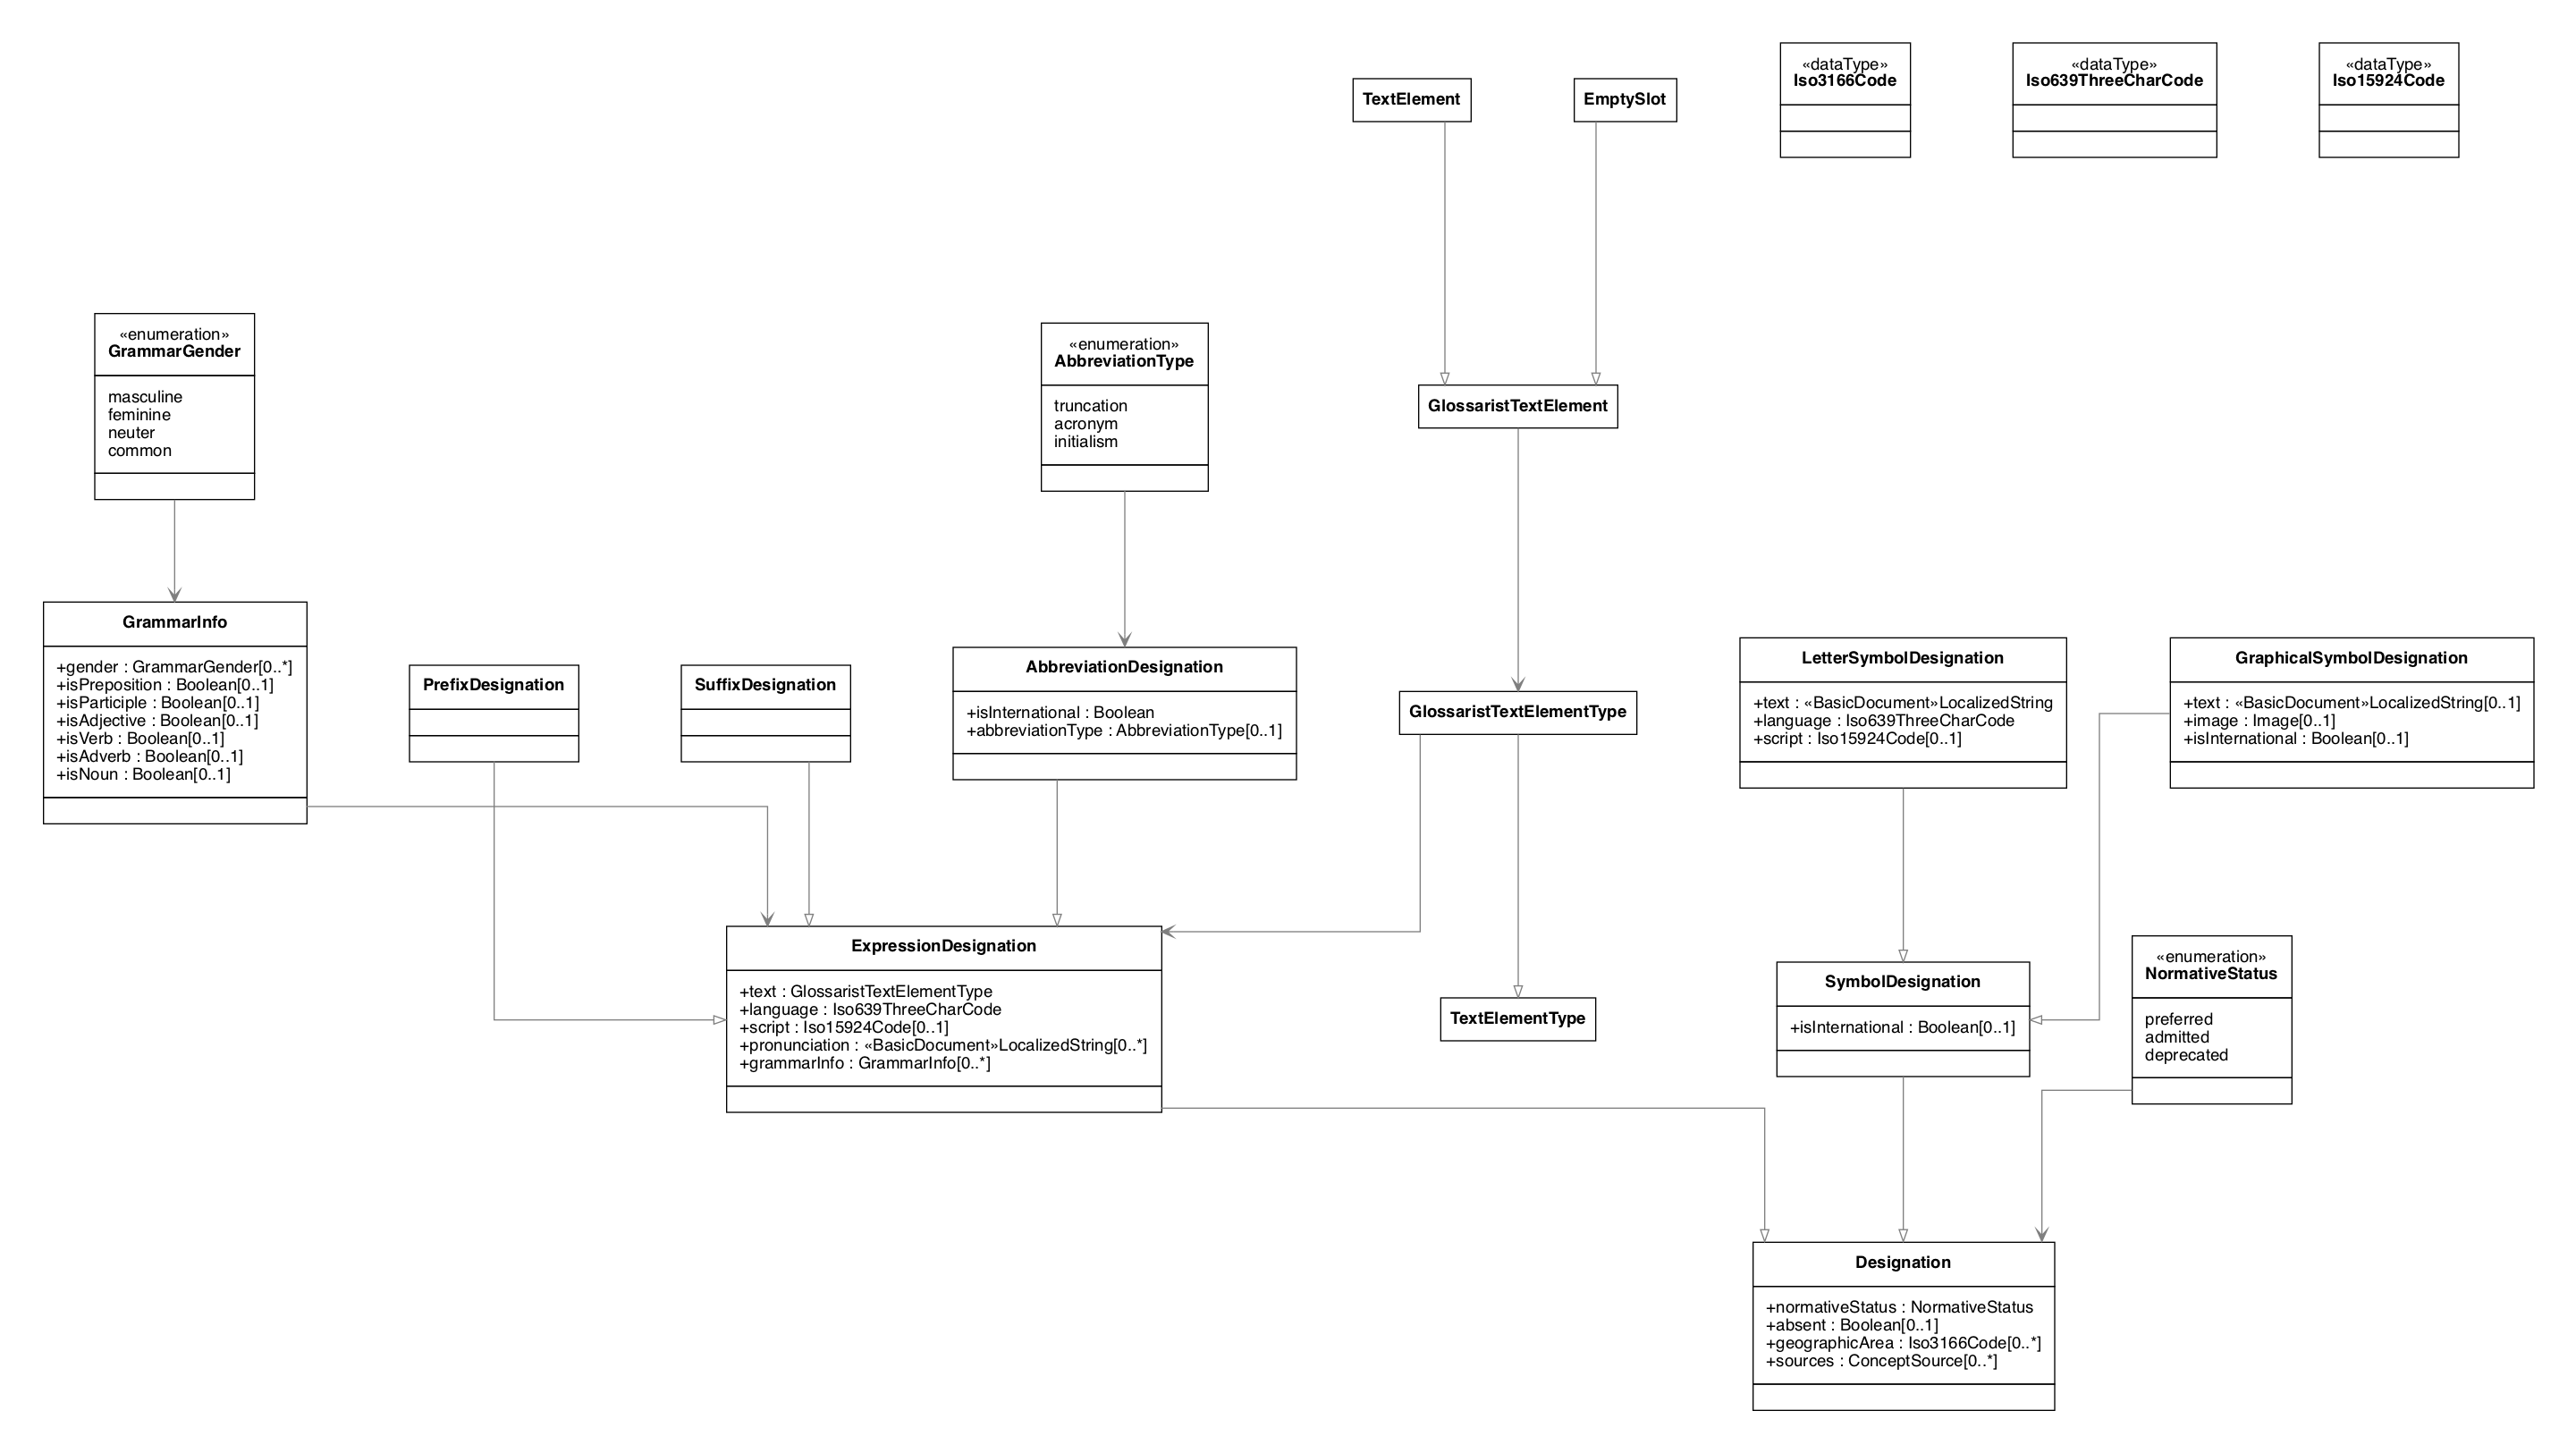 «dataType»
Iso3166Code
«dataType»
Iso639ThreeCharCode
«dataType»
Iso15924Code
TextElement
EmptySlot
«enumeration»
GrammarGender
masculine
feminine
neuter
common
«enumeration»
AbbreviationType
truncation
acronym
initialism
GlossaristTextElement
GrammarInfo
+gender : GrammarGender[0..*]
+isPreposition : Boolean[0..1]
+isParticiple : Boolean[0..1]
+isAdjective : Boolean[0..1]
+isVerb : Boolean[0..1]
+isAdverb : Boolean[0..1]
+isNoun : Boolean[0..1]
PrefixDesignation
SuffixDesignation
AbbreviationDesignation
+isInternational : Boolean
+abbreviationType : AbbreviationType[0..1]
GlossaristTextElementType
LetterSymbolDesignation
+text : «BasicDocument»LocalizedString
+language : Iso639ThreeCharCode
+script : Iso15924Code[0..1]
GraphicalSymbolDesignation
+text : «BasicDocument»LocalizedString[0..1]
+image : Image[0..1]
+isInternational : Boolean[0..1]
ExpressionDesignation
+text : GlossaristTextElementType
+language : Iso639ThreeCharCode
+script : Iso15924Code[0..1]
+pronunciation : «BasicDocument»LocalizedString[0..*]
+grammarInfo : GrammarInfo[0..*]
TextElementType
SymbolDesignation
+isInternational : Boolean[0..1]
«enumeration»
NormativeStatus
preferred
admitted
deprecated
Designation
+normativeStatus : NormativeStatus
+absent : Boolean[0..1]
+geographicArea : Iso3166Code[0..*]
+sources : ConceptSource[0..*]